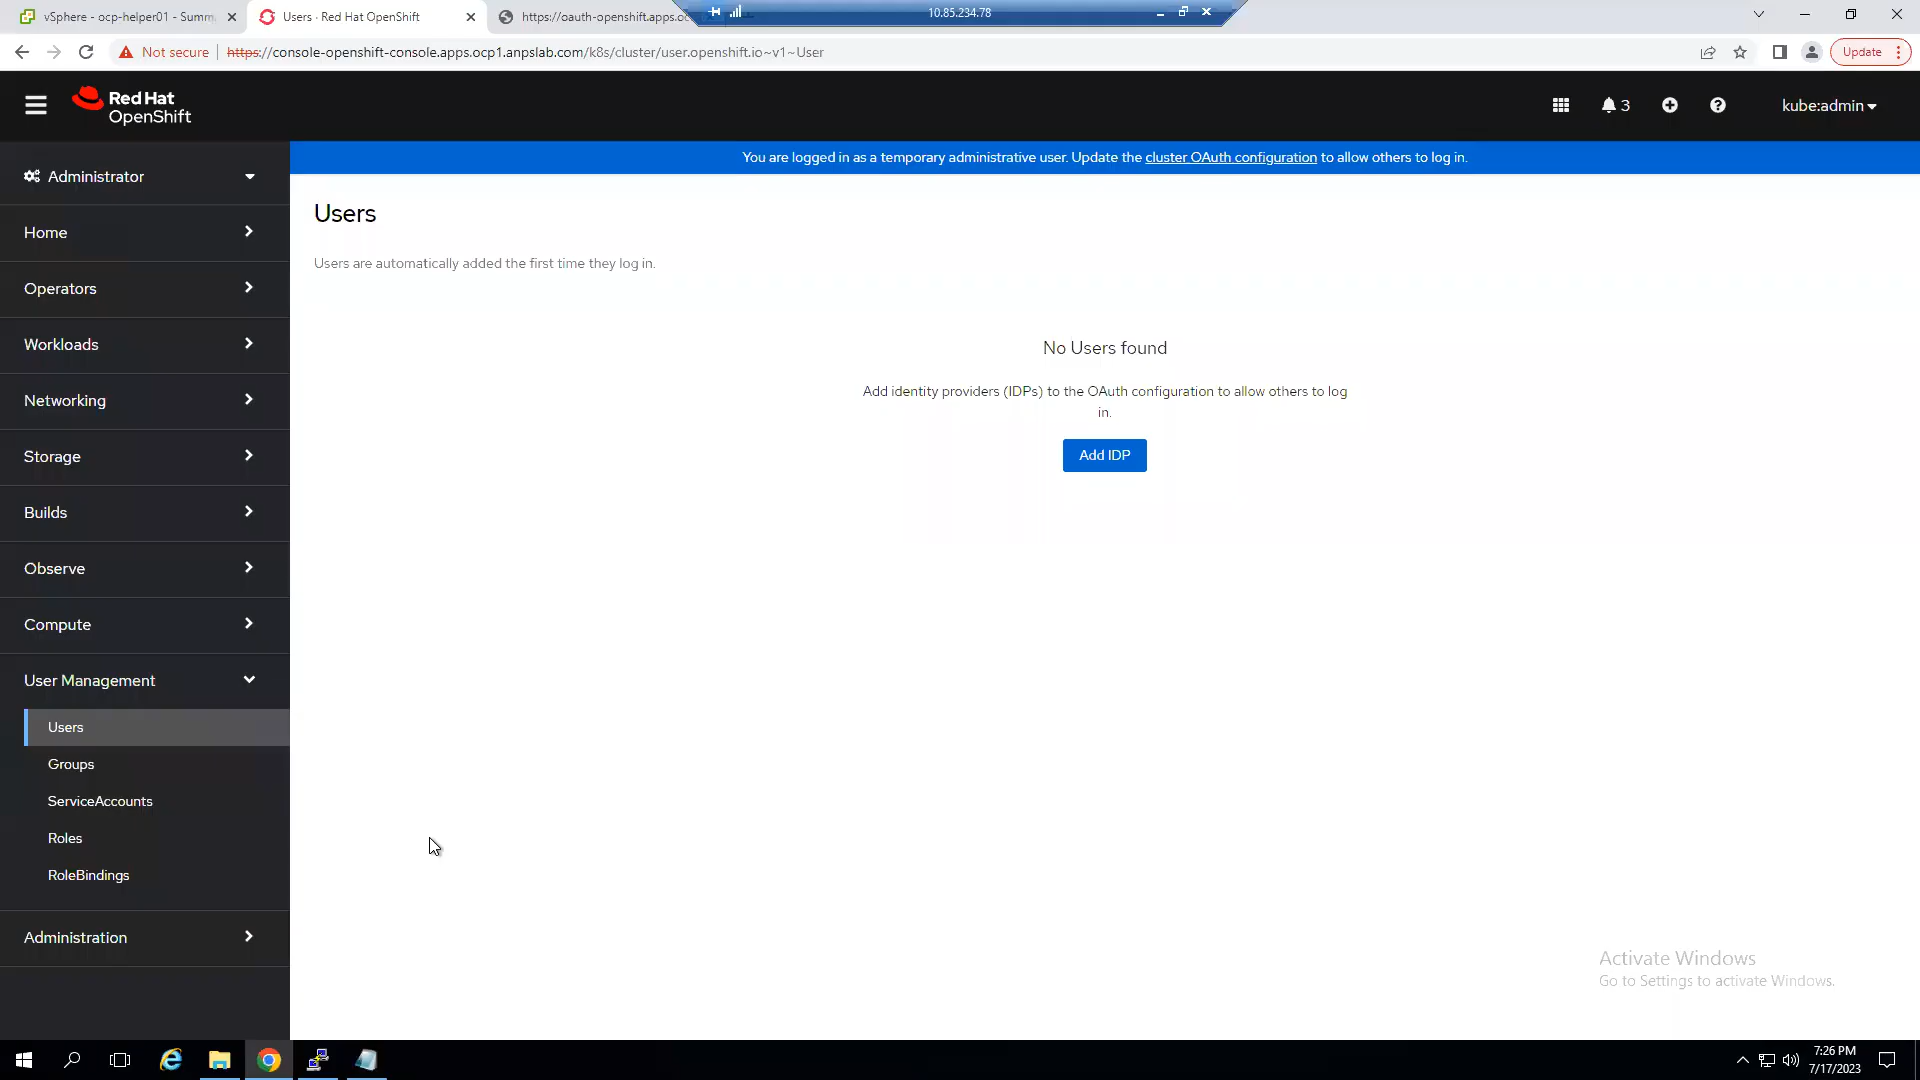 vSphere - ocp-helper01 - Summ
Users · Red Hat OpenShift
https://oauth-openshift.apps.oc
10.85.234.78
Not secure
https://console-openshift-console.apps.ocp1.anpslab.com/k8s/cluster/user.openshift.io~v1~User
Update
Red Hat
OpenShift
3
kube:admin
You are logged in as a temporary administrative user. Update the cluster OAuth configuration to allow others to log in.
Administrator
Home
Operators
Workloads
Networking
Storage
Builds
Observe
Compute
User Management
Users
Groups
ServiceAccounts
Roles
RoleBindings
Administration
Users
Users are automatically added the first time they log in.
No Users found
Add identity providers (IDPs) to the OAuth configuration to allow others to log
in.
Add IDP
Activate Windows
Go to Settings to activate Windows.
7:26 PM
7/17/2023